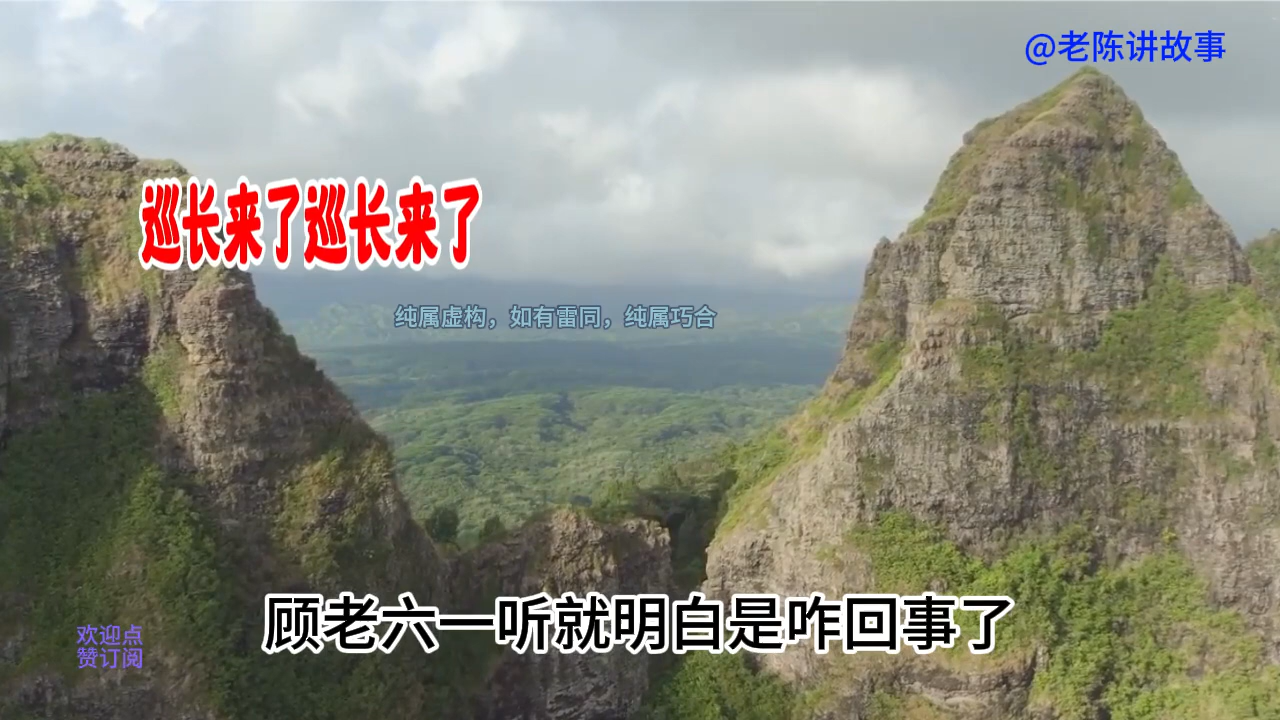 @老陈讲故事
巡长来了巡长来了
纯属虚构，如有雷同，纯属巧合
顾老六一听就明白是咋回事了
欢迎点
赞订阅